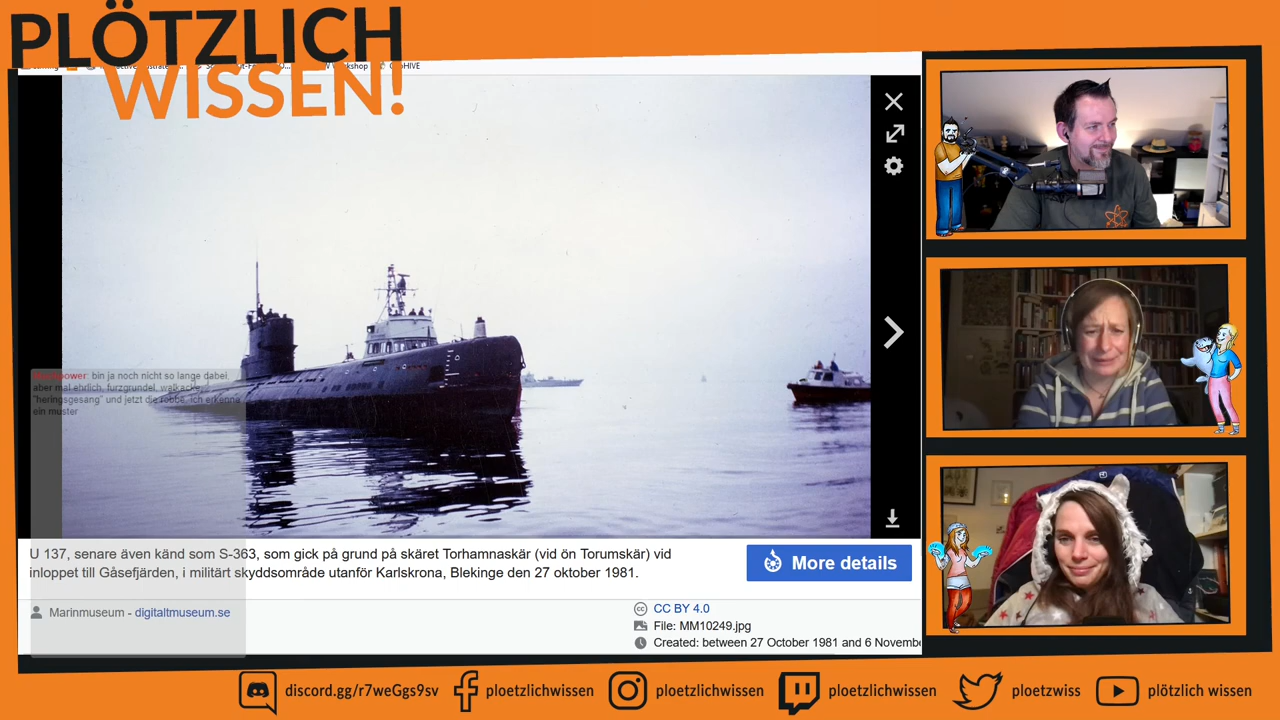 PLÖTZLICH
WISSEN!
bin ja noch nicht so lange dabei,
aber mal ehrlich, furzgrundel, walkacke,
"heringsgesang" und jetzt die robbe. ich erkenne
ein muster
U 137, senare även känd som S-363, som gick på grund på skäret Torhamnaskär (vid ön Torumskär) vid
inloppet till Gåsefjärden, i militärt skyddsområde utanför Karlskrona, Blekinge den 27 oktober 1981.
More details
Marinmuseum - digitaltmuseum.se
CC BY 4.0
File: MM10249.jpg
Created: between 27 October 1981 and 6 Novembe
discord.gg/r7weGgs9sv
ploetzlichwissen
ploetzlichwissen
ploetzlichwissen
ploetzwiss
plötzlich wissen